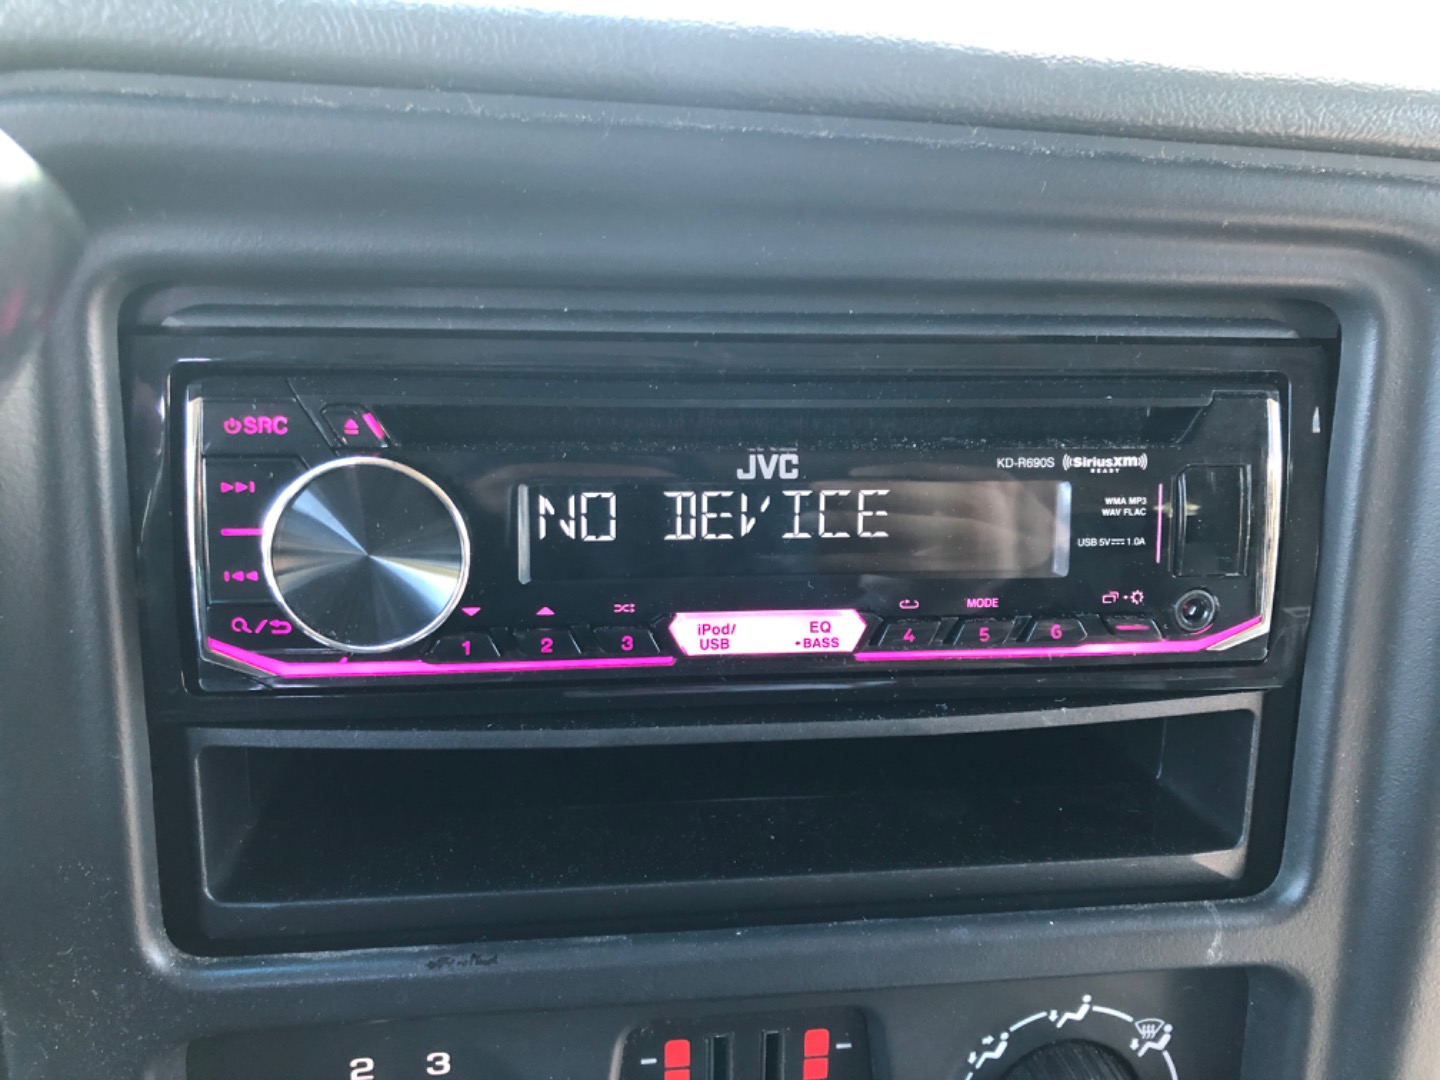 SRC
JVC
KD-R690S
SiriusXM
READY
NO DEVICE
WMA MP3
WAV FLAC
USB 5V 1.0A
MODE
1
2
3
iPod/
USB
EQ
-BASS
4
5
6
2
3